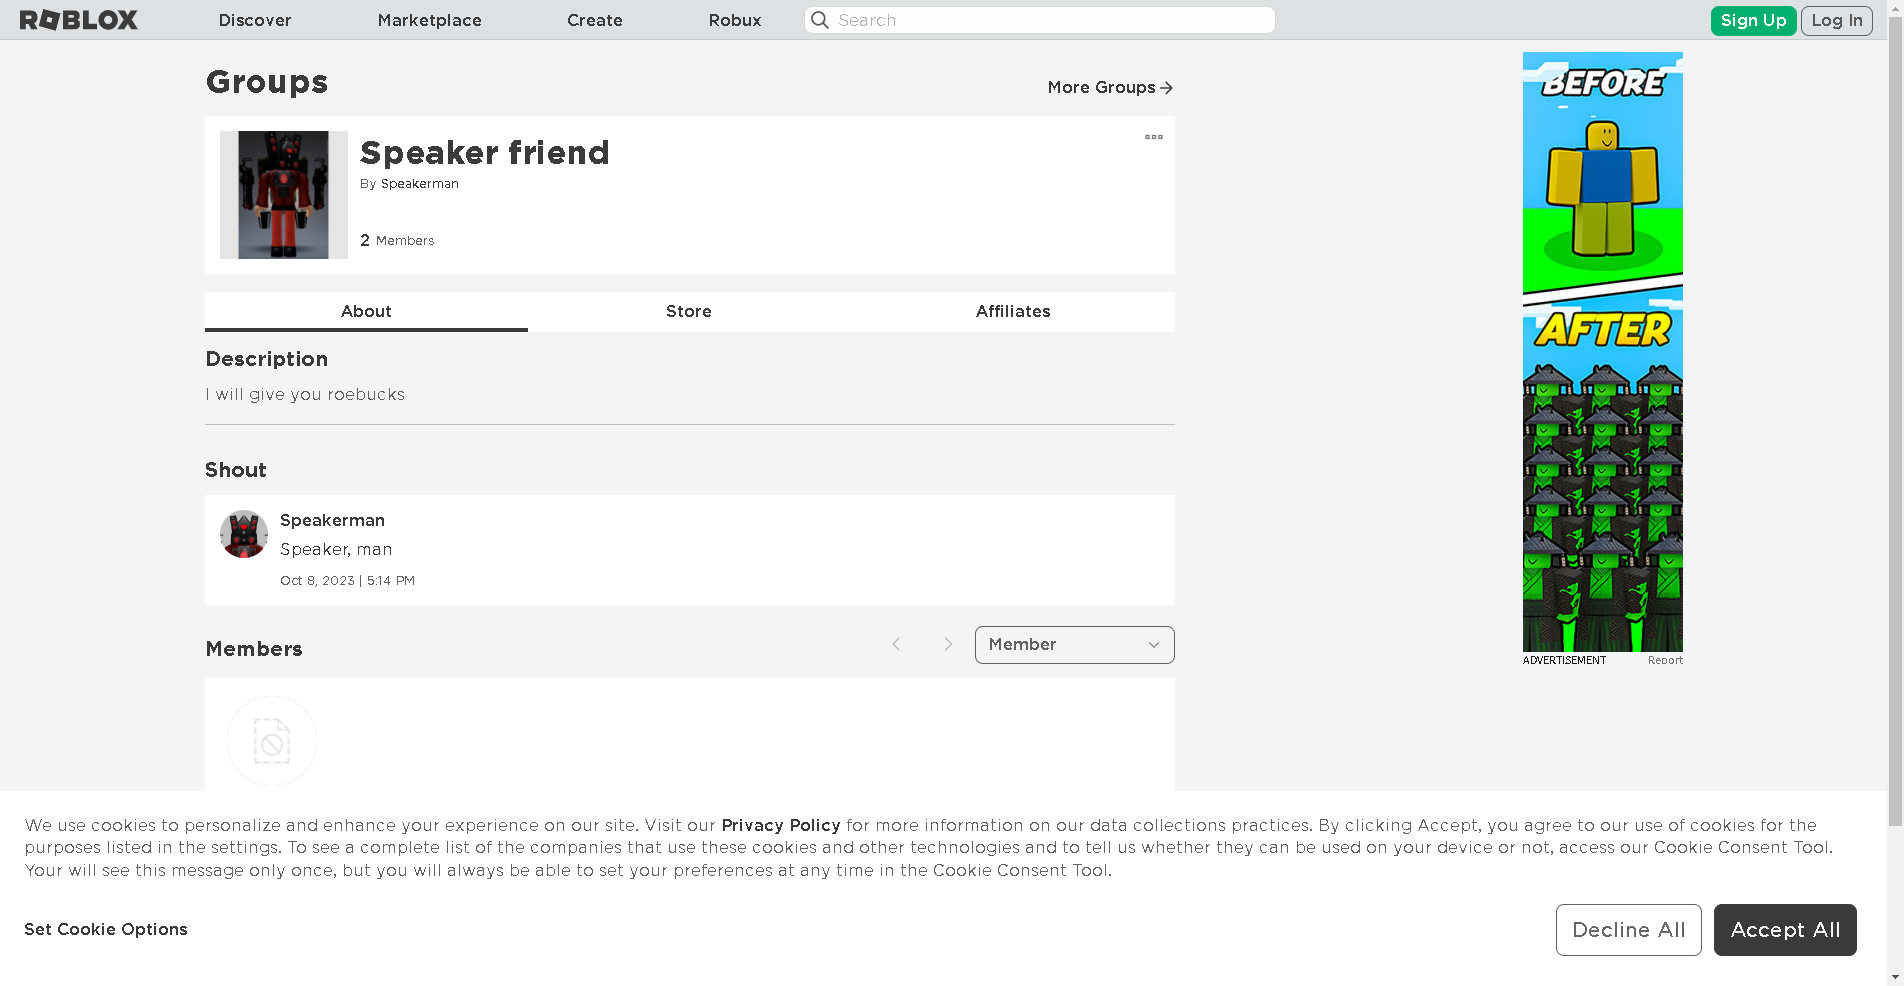 ROBLOX Discover Marketplace Create Robux Search Sign Up Log In
Groups
More Groups
Speaker friend
By Speakerman
2 Members
About Store Affiliates
Description
I will give you roebucks
Shout
Speakerman
Speaker, man
Oct 8, 2023 | 5:14 PM
Members
Member
BEFORE
AFTER
ADVERTISEMENT Report
We use cookies to personalize and enhance your experience on our site. Visit our Privacy Policy for more information on our data collections practices. By clicking Accept, you agree to our use of cookies for the
purposes listed in the settings. To see a complete list of the companies that use these cookies and other technologies and to tell us whether they can be used on your device or not, access our Cookie Consent Tool.
Your will see this message only once, but you will always be able to set your preferences at any time in the Cookie Consent Tool.
Set Cookie Options
Decline All
Accept All